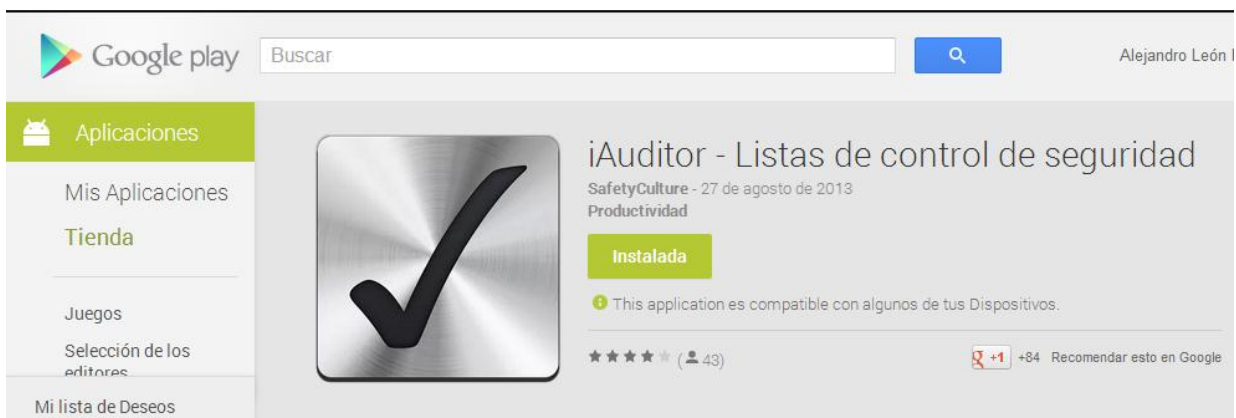 Google play
Buscar
Alejandro León
Aplicaciones
Mis Aplicaciones
Tienda
Juegos
Selección de los
editores
Mi lista de Deseos
iAuditor - Listas de control de seguridad
SafetyCulture - 27 de agosto de 2013
Productividad
Instalada
This application es compatible con algunos de tus Dispositivos.
( 43)
g +1 +84 Recomendar esto en Google